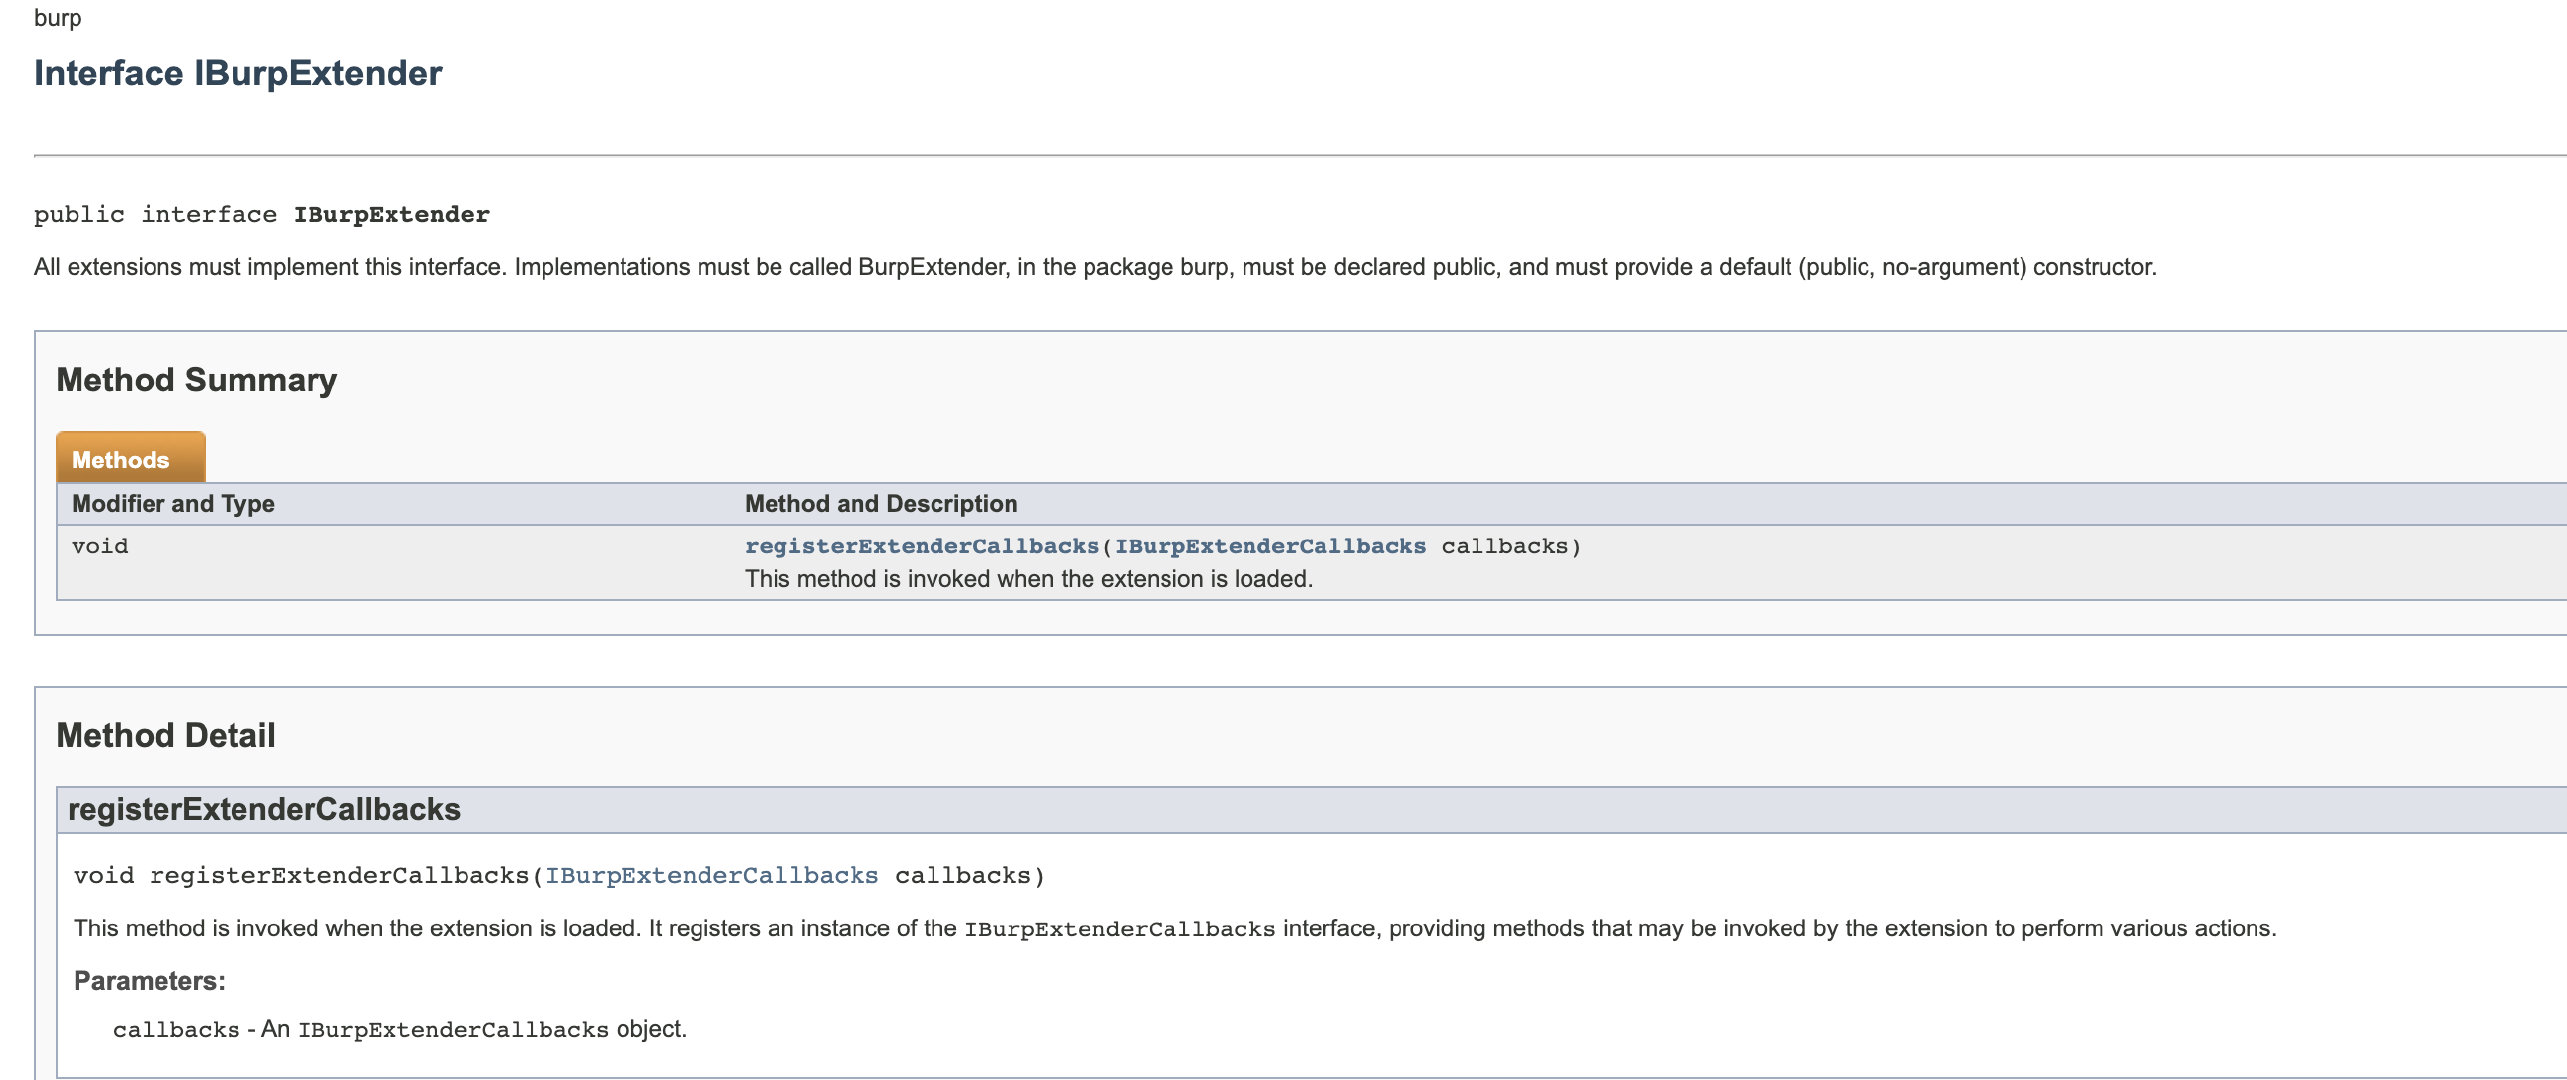 burp
Interface IBurpExtender
public interface IBurpExtender
All extensions must implement this interface. Implementations must be called BurpExtender, in the package burp, must be declared public, and must provide a default (public, no-argument) constructor.
Method Summary
Methods
Modifier and Type Method and Description
void registerExtenderCallbacks(IBurpExtenderCallbacks callbacks)
This method is invoked when the extension is loaded.
Method Detail
registerExtenderCallbacks
void registerExtenderCallbacks(IBurpExtenderCallbacks callbacks)
This method is invoked when the extension is loaded. It registers an instance of the IBurpExtenderCallbacks interface, providing methods that may be invoked by the extension to perform various actions.
Parameters:
callbacks - An IBurpExtenderCallbacks object.